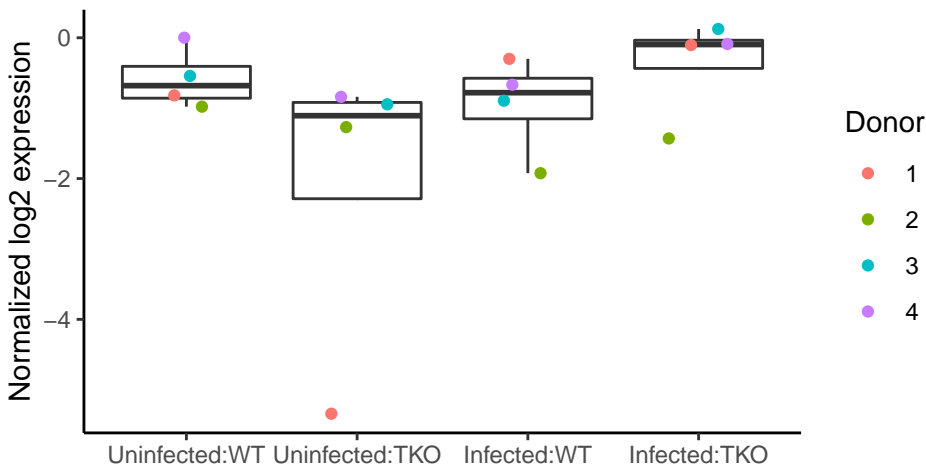 Normalized log2 expression
0
−2
−4
Uninfected:WT Uninfected:TKO Infected:WT Infected:TKO
Donor
1
2
3
4